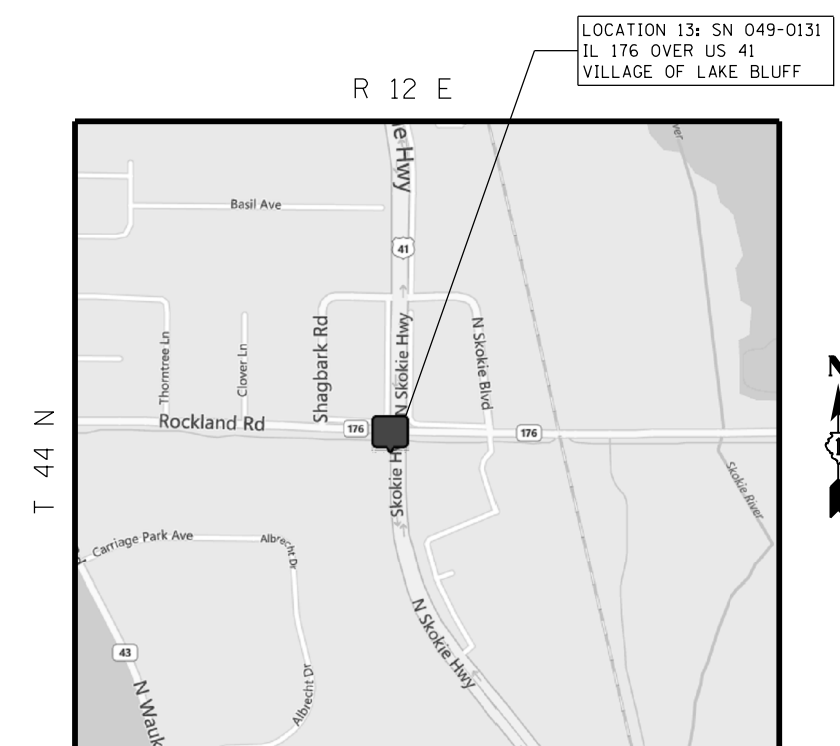 LOCATION 13: SN 049-0131
IL 176 OVER US 41
VILLAGE OF LAKE BLUFF
R 12 E
T 44 N
Hwy
Basil Ave
41
Thorntree Ln
Clover Ln
Shagbark Rd
N Skokie Hwy
N Skokie Blvd
Rockland Rd
176
176
Skokie
Skokie River
Carriage Park Ave
Albrecht Dr
43
N Skokie Hwy
Albrecht Dr
N